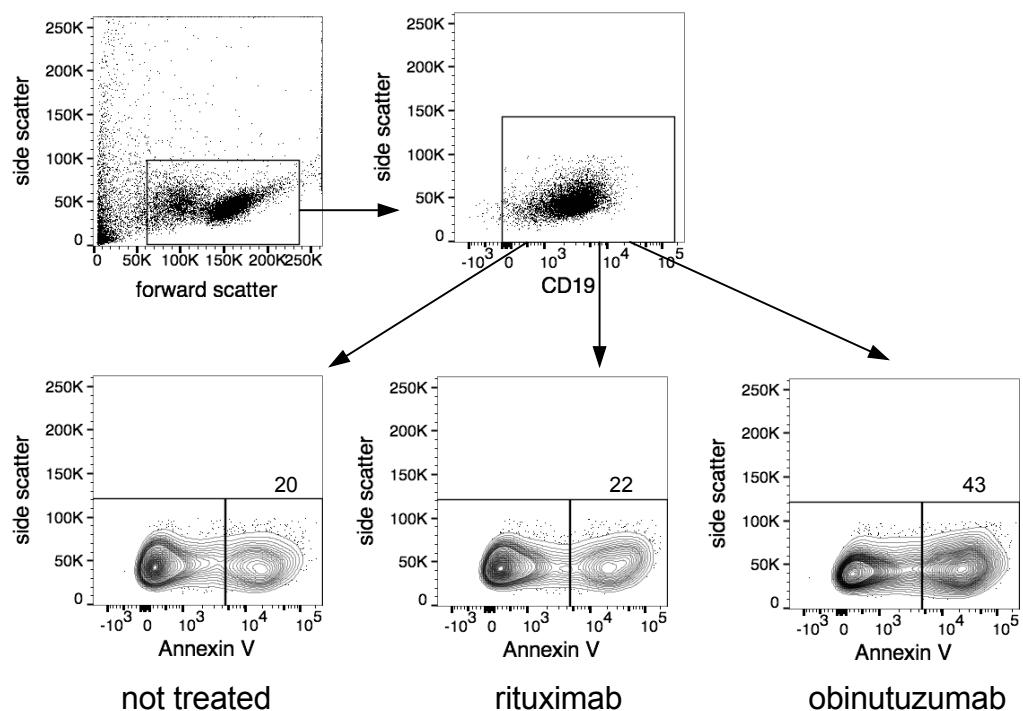 250K
200K
150K
100K
50K
0
side scatter
0 50K 100K 150K 200K 250K
forward scatter
250K
200K
150K
100K
50K
0
side scatter
-10^3 0 10^3 10^4 10^5
CD19
250K
200K
150K
100K
50K
0
side scatter
20
-10^3 0 10^3 10^4 10^5
Annexin V
not treated
250K
200K
150K
100K
50K
0
side scatter
22
-10^3 0 10^3 10^4 10^5
Annexin V
rituximab
250K
200K
150K
100K
50K
0
side scatter
43
-10^3 0 10^3 10^4 10^5
Annexin V
obinutuzumab